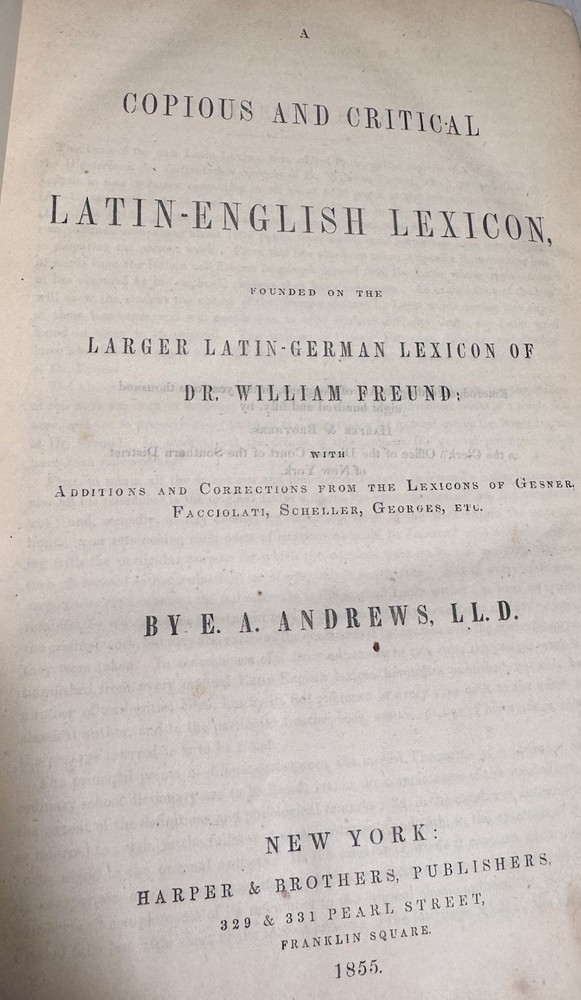 A
COPIOUS AND CRITICAL
LATIN-ENGLISH LEXICON,
FOUNDED ON THE
LARGER LATIN-GERMAN LEXICON OF
DR. WILLIAM FREUND:
WITH
ADDITIONS AND CORRECTIONS FROM THE LEXICONS OF GESNER,
FACCIOLATI, SCHELLER, GEORGES, ETC.
BY E. A. ANDREWS, LL. D.
NEW YORK:
HARPER & BROTHERS, PUBLISHERS,
329 & 331 PEARL STREET,
FRANKLIN SQUARE.
1855.